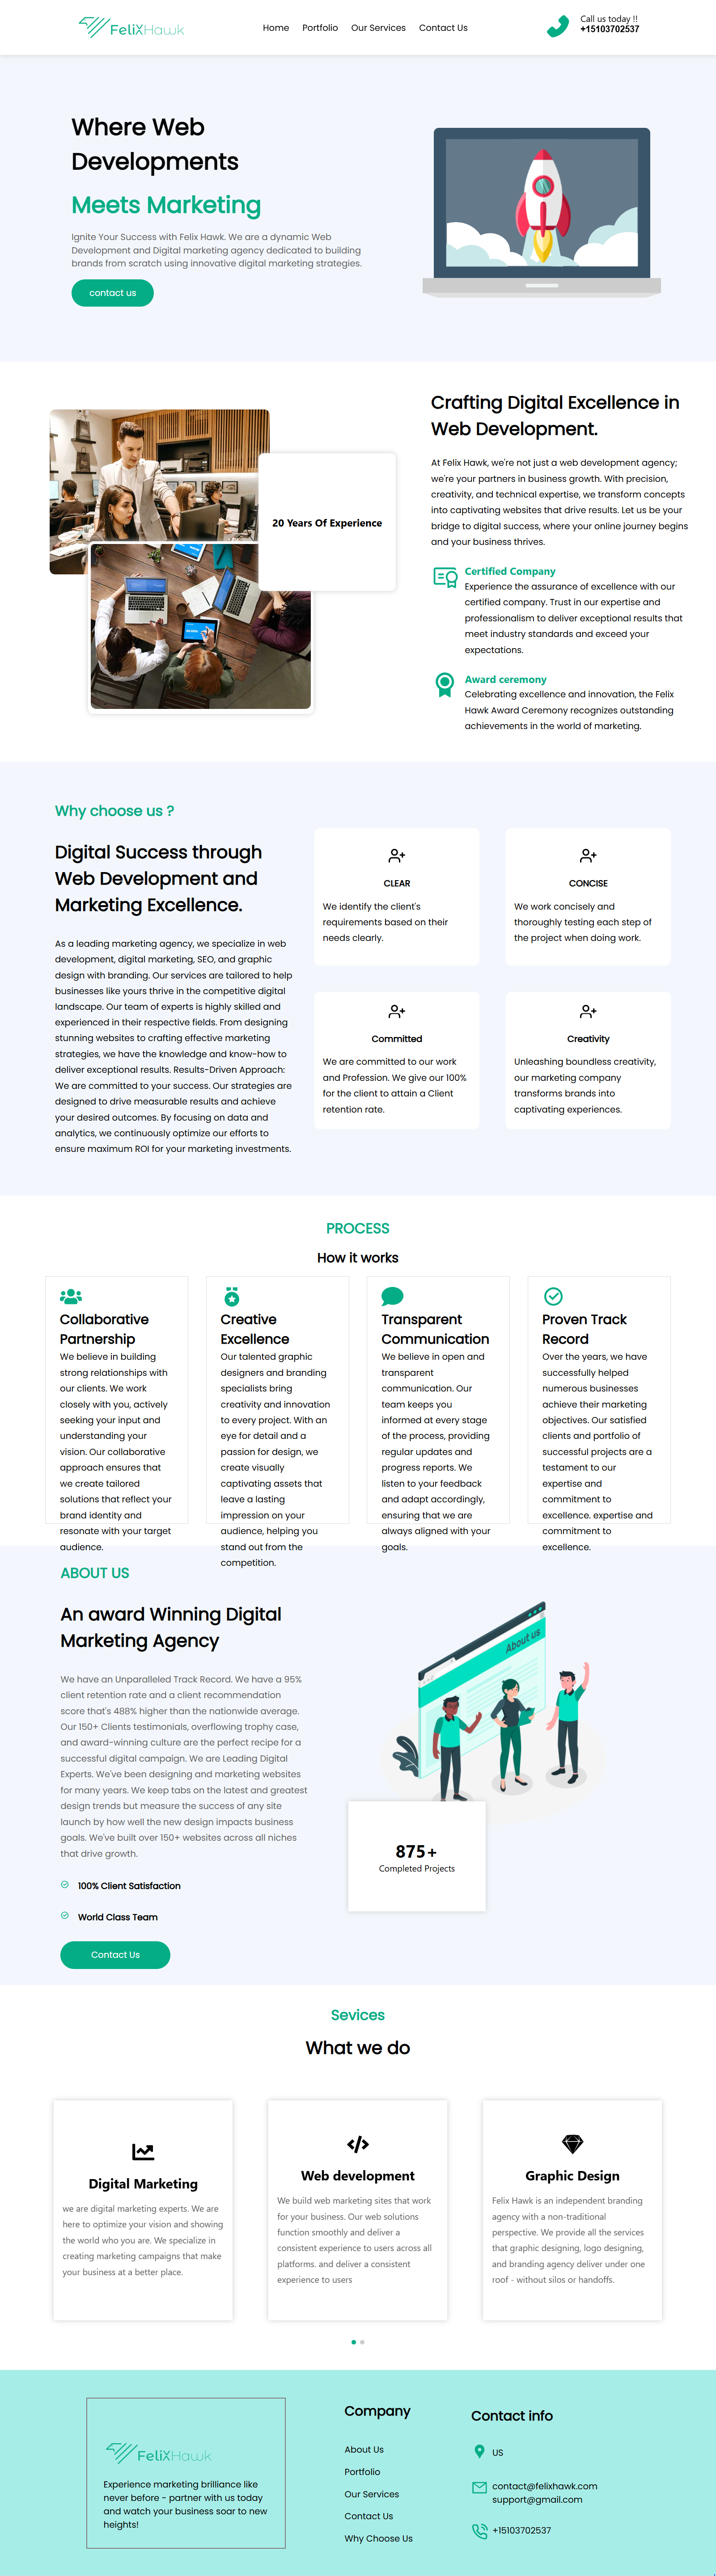 FeliXHawk
Home Portfolio Our Services Contact Us
Call us today !!
+15103702537
Where Web
Developments
Meets Marketing
Ignite Your Success with Felix Hawk. We are a dynamic Web
Development and Digital marketing agency dedicated to building
brands from scratch using innovative digital marketing strategies.
contact us
20 Years Of Experience
Crafting Digital Excellence in
Web Development.
At Felix Hawk, we're not just a web development agency;
we're your partners in business growth. With precision,
creativity, and technical expertise, we transform concepts
into captivating websites that drive results. Let us be your
bridge to digital success, where your online journey begins
and your business thrives.
Certified Company
Experience the assurance of excellence with our
certified company. Trust in our expertise and
professionalism to deliver exceptional results that
meet industry standards and exceed your
expectations.
Award ceremony
Celebrating excellence and innovation, the Felix
Hawk Award Ceremony recognizes outstanding
achievements in the world of marketing.
Why choose us ?
Digital Success through
Web Development and
Marketing Excellence.
As a leading marketing agency, we specialize in web
development, digital marketing, SEO, and graphic
design with branding. Our services are tailored to help
businesses like yours thrive in the competitive digital
landscape. Our team of experts is highly skilled and
experienced in their respective fields. From designing
stunning websites to crafting effective marketing
strategies, we have the knowledge and know-how to
deliver exceptional results. Results-Driven Approach:
We are committed to your success. Our strategies are
designed to drive measurable results and achieve
your desired outcomes. By focusing on data and
analytics, we continuously optimize our efforts to
ensure maximum ROI for your marketing investments.
CLEAR
We identify the client's
requirements based on their
needs clearly.
CONCISE
We work concisely and
thoroughly testing each step of
the project when doing work.
Committed
We are committed to our work
and Profession. We give our 100%
for the client to attain a Client
retention rate.
Creativity
Unleashing boundless creativity,
our marketing company
transforms brands into
captivating experiences.
PROCESS
How it works
Collaborative
Partnership
We believe in building
strong relationships with
our clients. We work
closely with you, actively
seeking your input and
understanding your
vision. Our collaborative
approach ensures that
we create tailored
solutions that reflect your
brand identity and
resonate with your target
audience.
Creative
Excellence
Our talented graphic
designers and branding
specialists bring
creativity and innovation
to every project. With an
eye for detail and a
passion for design, we
create visually
captivating assets that
leave a lasting
impression on your
audience, helping you
stand out from the
competition.
Transparent
Communication
We believe in open and
transparent
communication. Our
team keeps you
informed at every stage
of the process, providing
regular updates and
progress reports. We
listen to your feedback
and adapt accordingly,
ensuring that we are
always aligned with your
goals.
Proven Track
Record
Over the years, we have
successfully helped
numerous businesses
achieve their marketing
objectives. Our satisfied
clients and portfolio of
successful projects are a
testament to our
expertise and
commitment to
excellence. expertise and
commitment to
excellence.
ABOUT US
An award Winning Digital
Marketing Agency
We have an Unparalleled Track Record. We have a 95%
client retention rate and a client recommendation
score that's 488% higher than the nationwide average.
Our 150+ Clients testimonials, overflowing trophy case,
and award-winning culture are the perfect recipe for a
successful digital campaign. We are Leading Digital
Experts. We've been designing and marketing websites
for many years. We keep tabs on the latest and greatest
design trends but measure the success of any site
launch by how well the new design impacts business
goals. We've built over 150+ websites across all niches
that drive growth.
100% Client Satisfaction
World Class Team
Contact Us
About us
875+
Completed Projects
Sevices
What we do
Digital Marketing
we are digital marketing experts. We are
here to optimize your vision and showing
the world who you are. We specialize in
creating marketing campaigns that make
your business at a better place.
Web development
We build web marketing sites that work
for your business. Our web solutions
function smoothly and deliver a
consistent experience to users across all
platforms. and deliver a consistent
experience to users
Graphic Design
Felix Hawk is an independent branding
agency with a non-traditional
perspective. We provide all the services
that graphic designing, logo designing,
and branding agency deliver under one
roof - without silos or handoffs.
FeliXHawk
Experience marketing brilliance like
never before - partner with us today
and watch your business soar to new
heights!
Company
About Us
Portfolio
Our Services
Contact Us
Why Choose Us
Contact info
US
contact@felixhawk.com
support@gmail.com
+15103702537